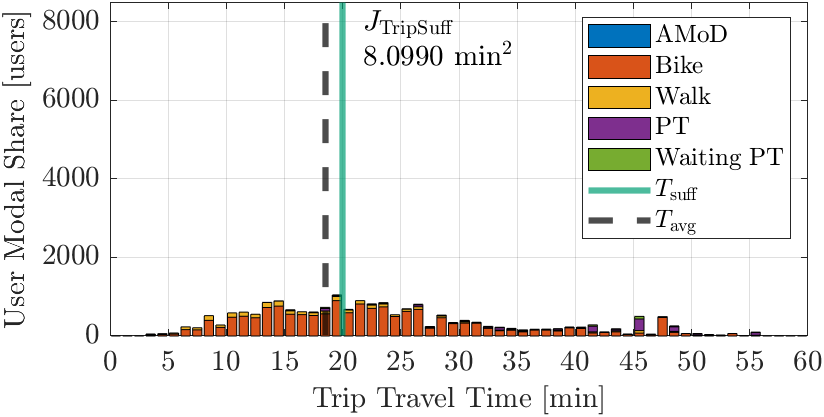 8000
6000
4000
2000
0
User Modal Share [users]
J_TripSuff
8.0990 min²
AMoD
Bike
Walk
PT
Waiting PT
T_suff
T_avg
0 5 10 15 20 25 30 35 40 45 50 55 60
Trip Travel Time [min]